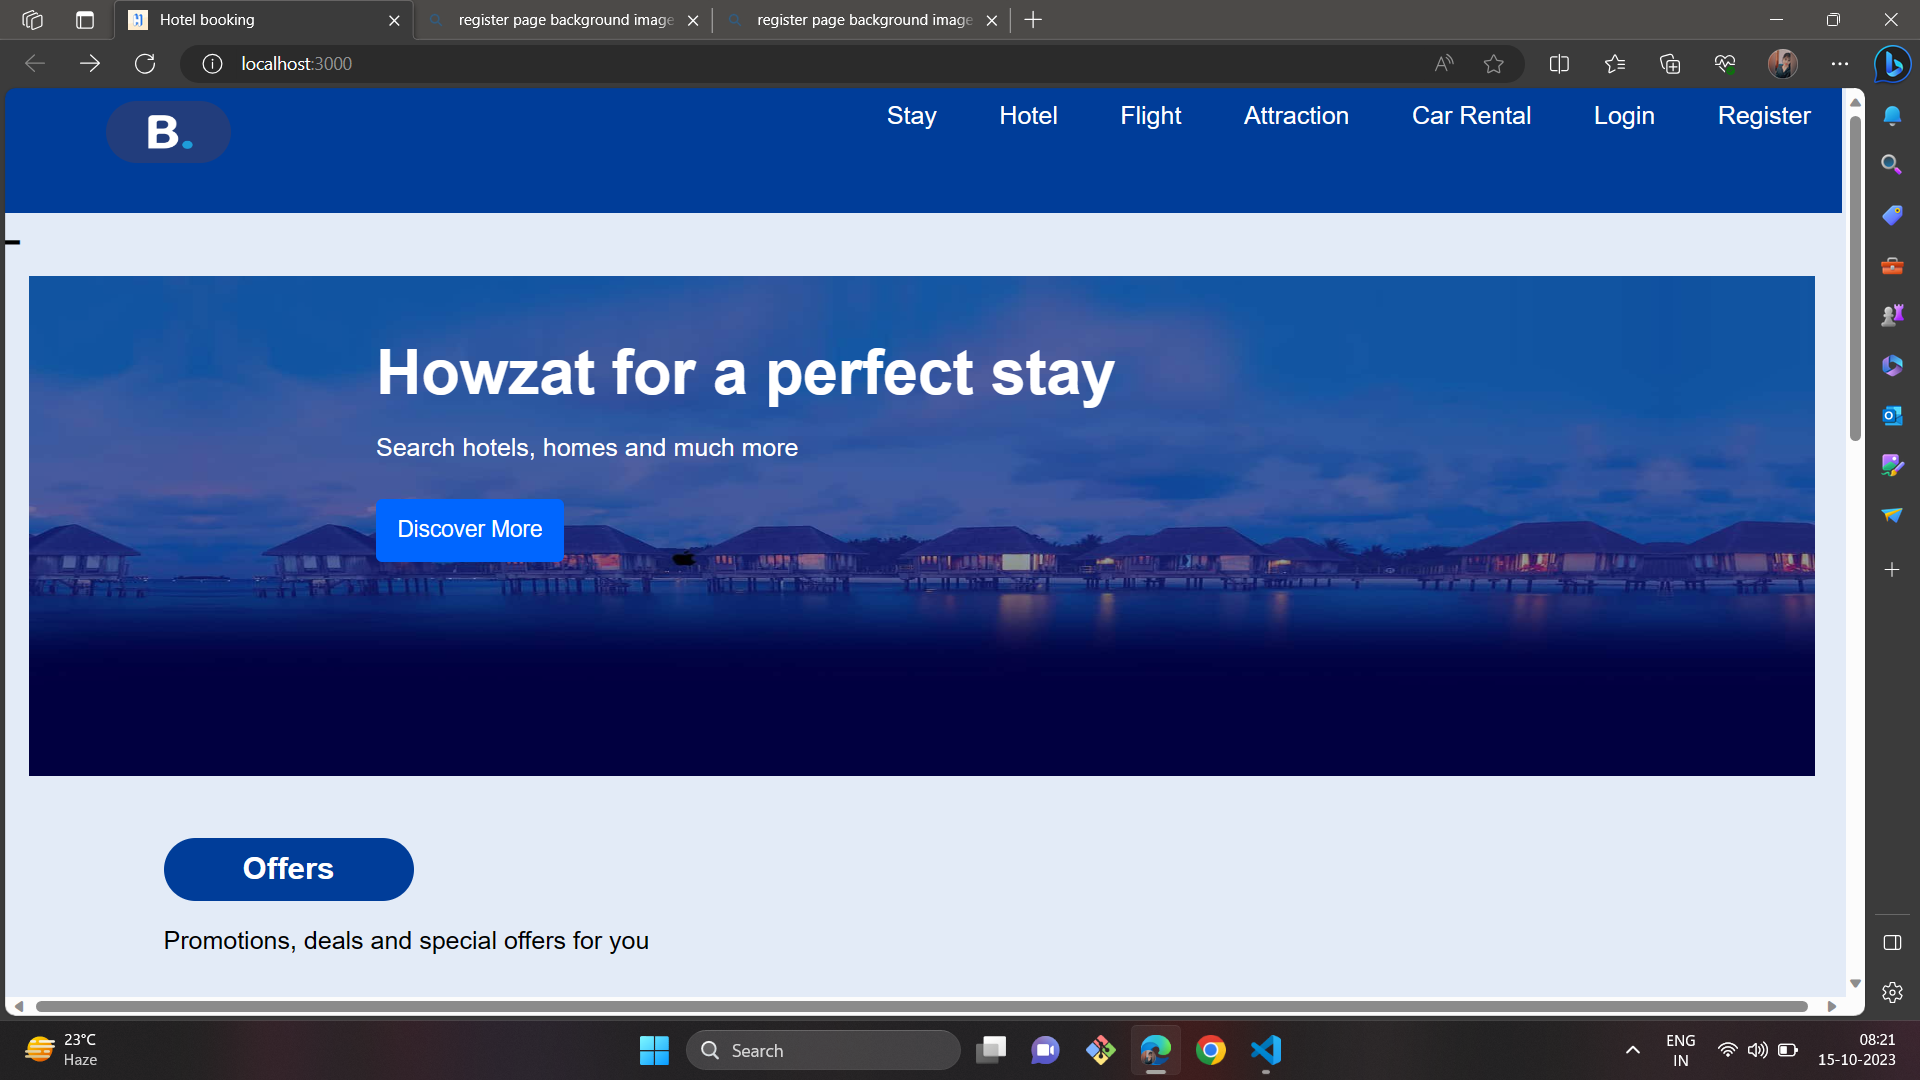 Hotel booking
register page background image
register page background image
localhost:3000
B.
Stay Hotel Flight Attraction Car Rental Login Register
Howzat for a perfect stay
Search hotels, homes and much more
Discover More
Offers
Promotions, deals and special offers for you
23°C
Haze
Search
ENG
IN
08:21
15-10-2023